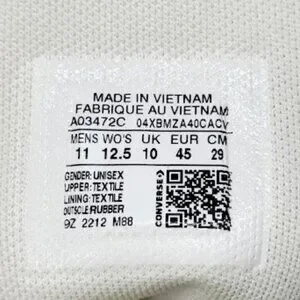 MADE IN VIETNAM
FABRIQUE AU VIETNAM
A03472C 04XBMZA40CACV
MENS WO'S UK EUR CM
11 12.5 10 45 29
GENDER: UNISEX
UPPER: TEXTILE
LINING: TEXTILE
OUTSOLE: RUBBER
9Z 2212 M88
CONVERSE